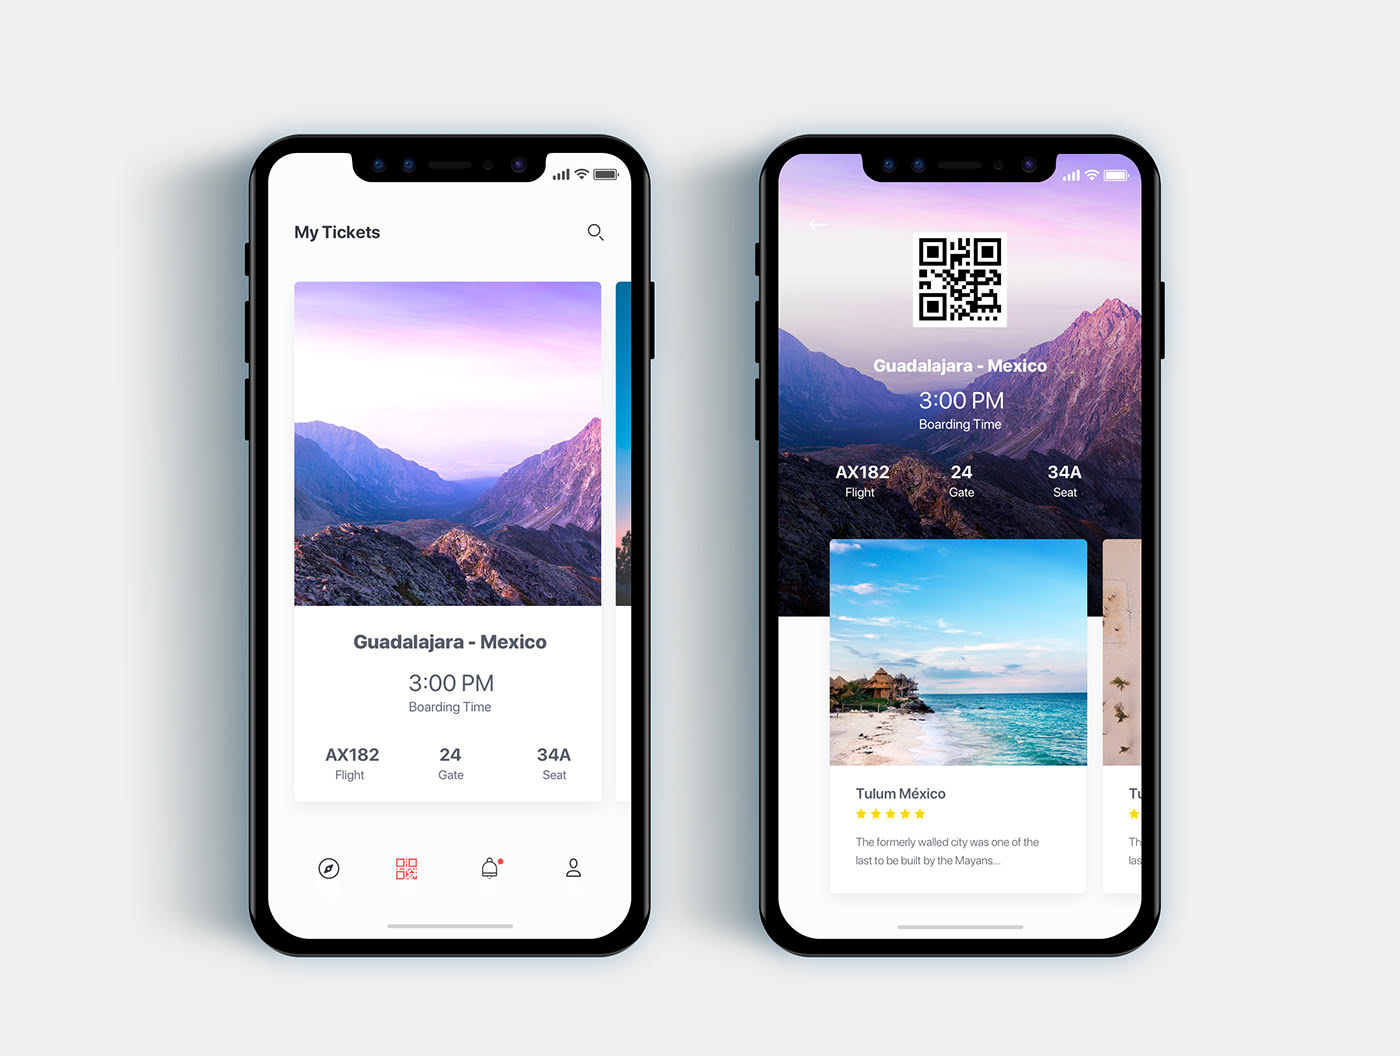 My Tickets
Guadalajara - Mexico
3:00 PM
Boarding Time
AX182 24 34A
Flight Gate Seat
Guadalajara - Mexico
3:00 PM
Boarding Time
AX182 24 34A
Flight Gate Seat
Tulum México
The formerly walled city was one of the
last to be built by the Mayans...
Tu
Th
las